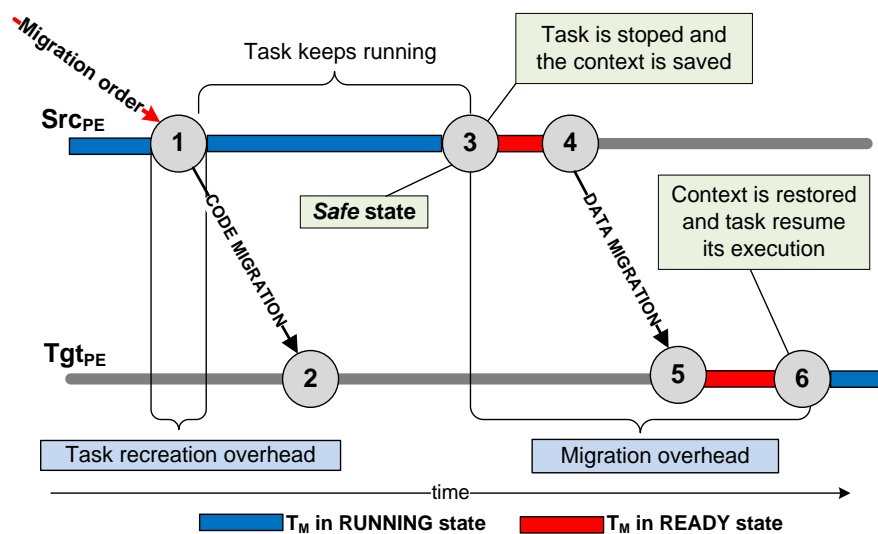 Migration order
Task keeps running
Task is stoped and
the context is saved
SrcPE
1
3
4
Safe state
CODE MIGRATION
DATA MIGRATION
Context is restored
and task resume
its execution
TgtPE
2
5
6
Task recreation overhead
Migration overhead
time
TM in RUNNING state
TM in READY state